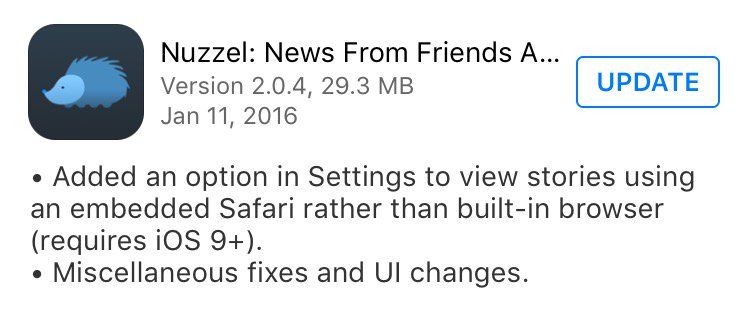 Nuzzel: News From Friends A...
Version 2.0.4, 29.3 MB
UPDATE
Jan 11, 2016
• Added an option in Settings to view stories using
an embedded Safari rather than built-in browser
(requires iOS 9+).
• Miscellaneous fixes and UI changes.